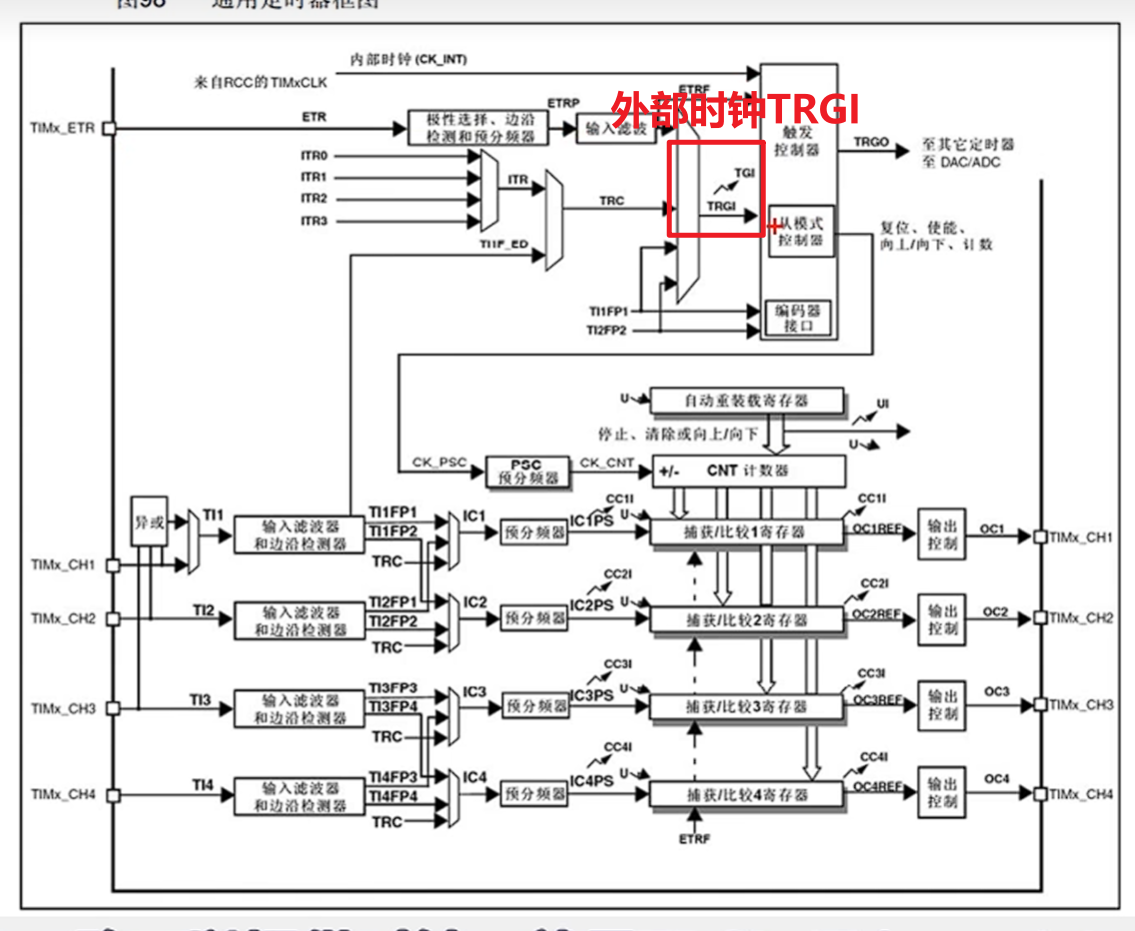 图98 通用定时器框图
内部时钟(CK_INT)
来自RCC的TIMxCLK
TIMx_ETR
ETR
极性选择、边沿
检测和预分频器
ETRP
输入滤波
ETRF
外部时钟TRGI
触发
控制器
TRGO
至其它定时器
至 DAC/ADC
ITR0
ITR1
ITR2
ITR3
ITR
TRC
TI1F_ED
TGI
TRGI
从模式
控制器
复位、使能、
向上/向下、计数
TI1FP1
TI2FP2
编码器
接口
U
自动重装载寄存器
UI
停止、清除或向上/向下
U
CK_PSC
PSC
预分频器
CK_CNT
+/-
CNT 计数器
异或
TI1
输入滤波器
和边沿检测器
TI1FP1
TI1FP2
TRC
IC1
预分频器
IC1PS
CC1I
U
捕获/比较1寄存器
CC1I
OC1REF
输出
控制
OC1
TIMx_CH1
TIMx_CH1
TIMx_CH2
TI2
输入滤波器
和边沿检测器
TI2FP1
TI2FP2
TRC
IC2
预分频器
IC2PS
CC2I
U
捕获/比较2寄存器
CC2I
OC2REF
输出
控制
OC2
TIMx_CH2
TIMx_CH3
TI3
输入滤波器
和边沿检测器
TI3FP3
TI3FP4
TRC
IC3
预分频器
IC3PS
CC3I
U
捕获/比较3寄存器
CC3I
OC3REF
输出
控制
OC3
TIMx_CH3
TIMx_CH4
TI4
输入滤波器
和边沿检测器
TI4FP3
TI4FP4
TRC
IC4
预分频器
IC4PS
CC4I
U
捕获/比较4寄存器
CC4I
OC4REF
输出
控制
OC4
TIMx_CH4
ETRF